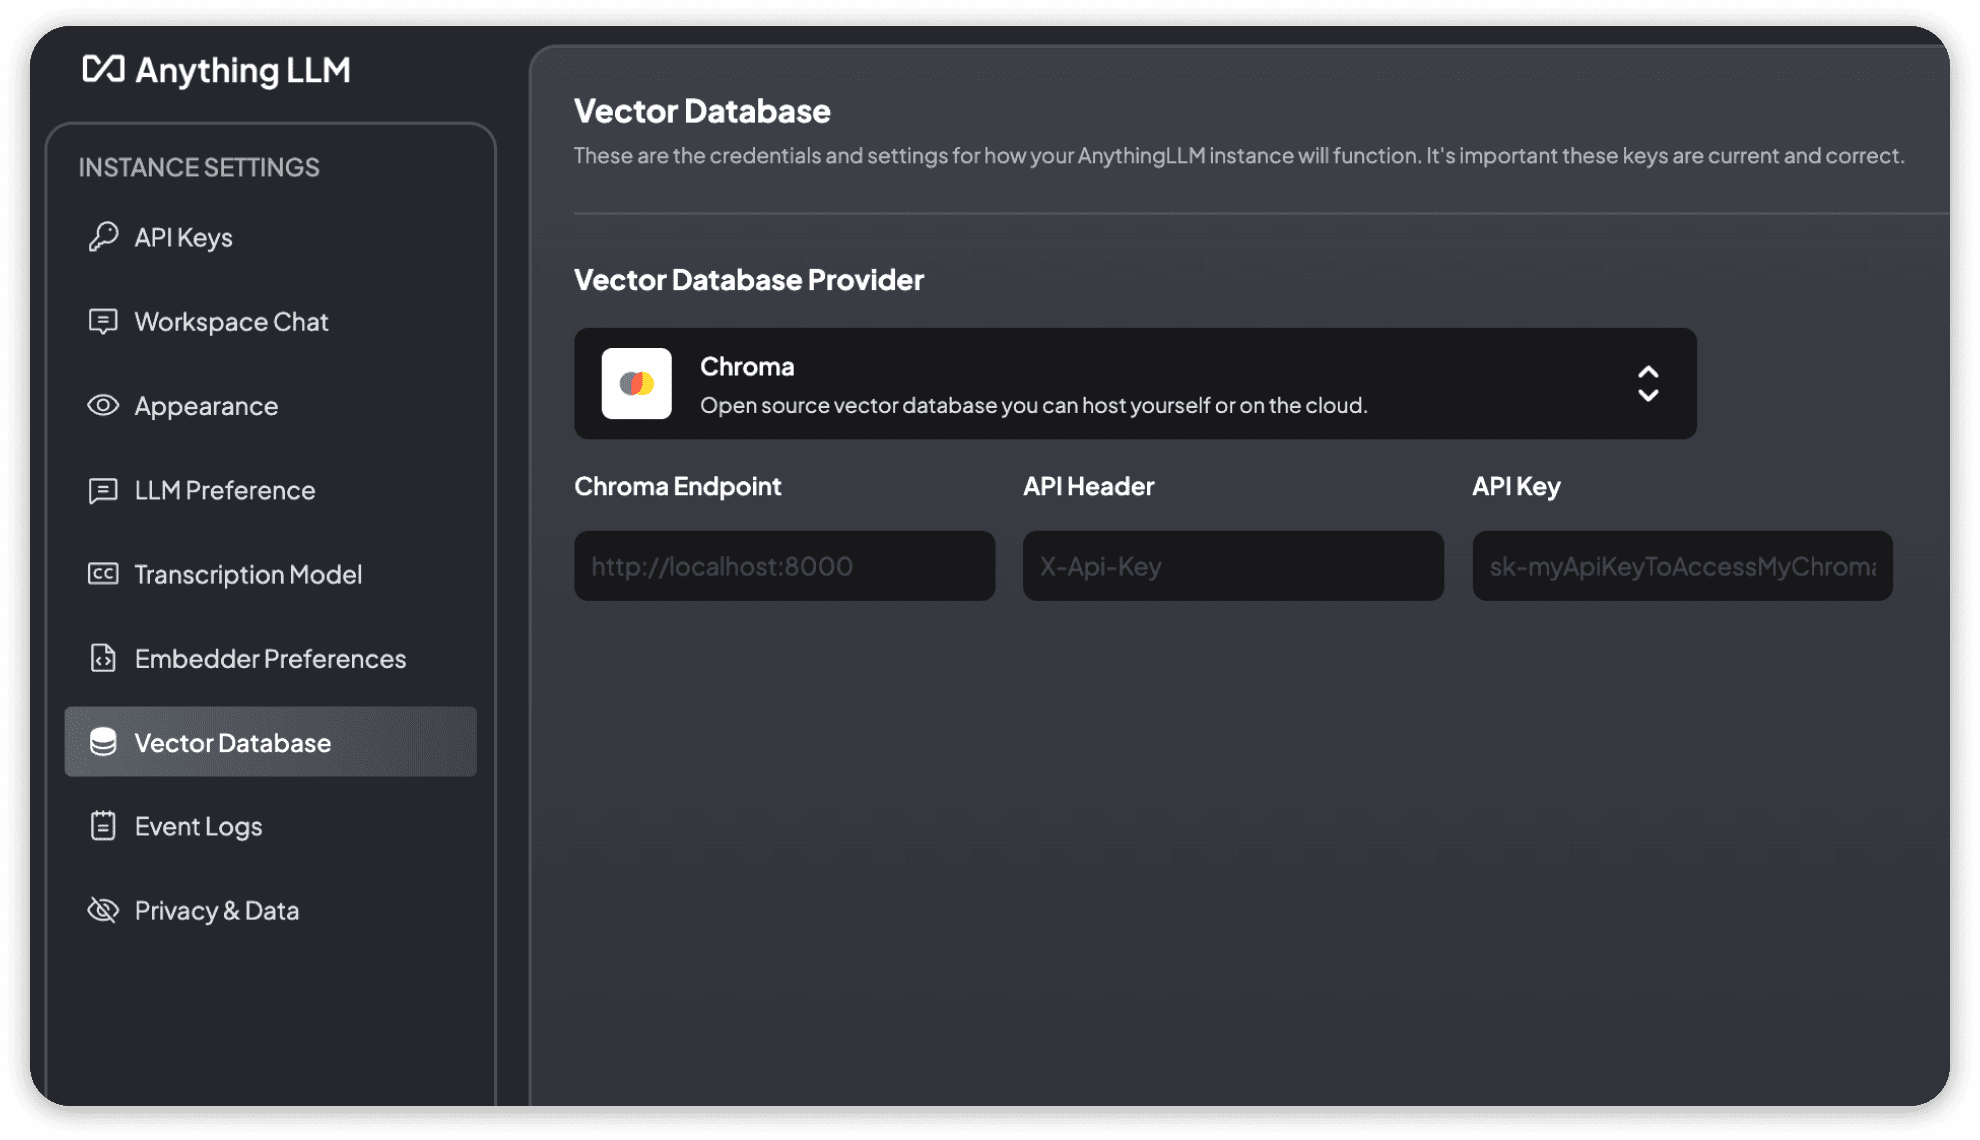 Anything LLM
INSTANCE SETTINGS
API Keys
Workspace Chat
Appearance
LLM Preference
Transcription Model
Embedder Preferences
Vector Database
Event Logs
Privacy & Data
Vector Database
These are the credentials and settings for how your AnythingLLM instance will function. It's important these keys are current and correct.
Vector Database Provider
Chroma
Open source vector database you can host yourself or on the cloud.
Chroma Endpoint
http://localhost:8000
API Header
X-Api-Key
API Key
sk-myApiKeyToAccessMyChroma